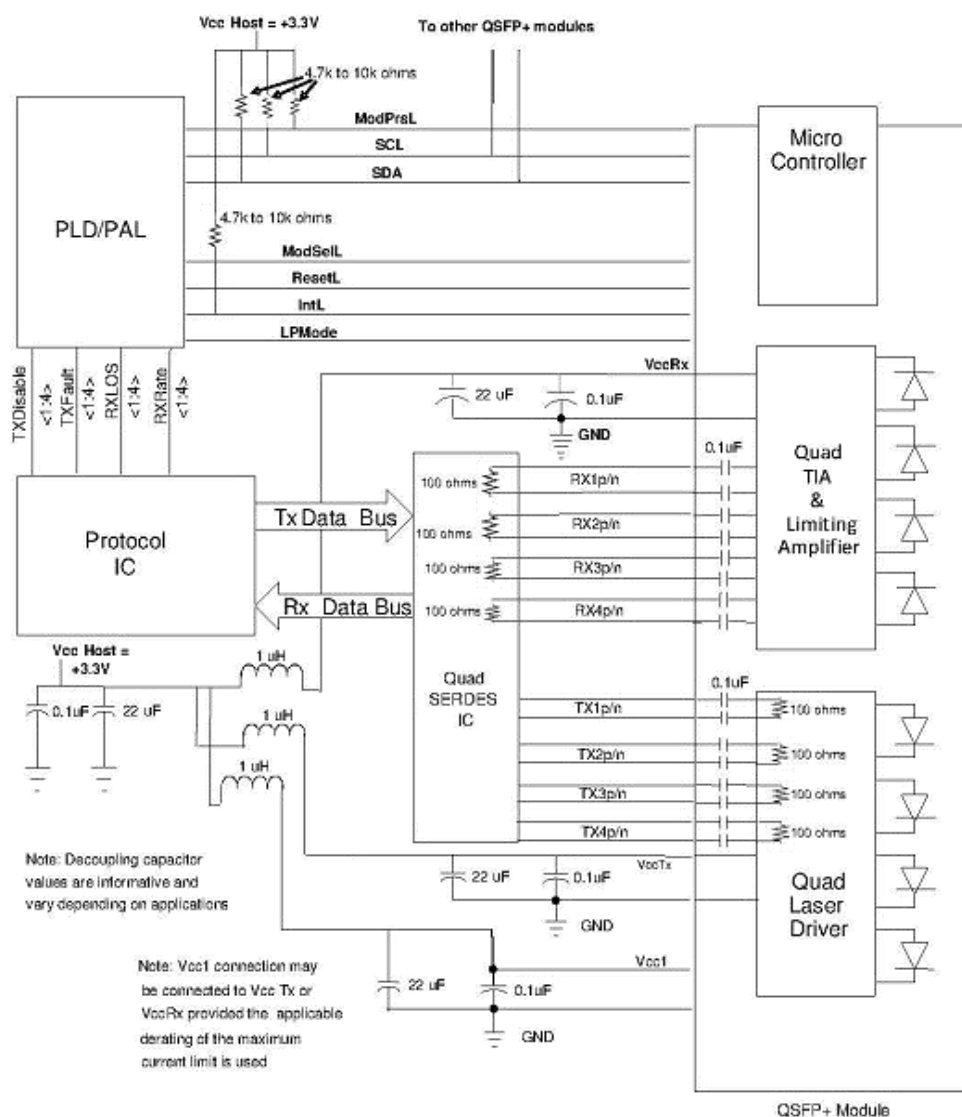 Vcc Host = +3.3V
To other QSFP+ modules
4.7k to 10k ohms
ModPrsL
SCL
SDA
Micro
Controller
PLD/PAL
4.7k to 10k ohms
ModSelL
ResetL
IntL
LPMode
TXDisable
<1:4>
TXFault
<1:4>
RXLOS
<1:4>
RXRate
<1:4>
VccRx
22 uF
0.1uF
GND
0.1uF
Quad
TIA
&
Limiting
Amplifier
100 ohms
RX1p/n
100 ohms
RX2p/n
100 ohms
RX3p/n
100 ohms
RX4p/n
Tx Data Bus
Protocol
IC
Rx Data Bus
Vcc Host =
+3.3V
0.1uF
22 uF
1 uH
1 uH
1 uH
Quad
SERDES
IC
0.1uF
TX1p/n
100 ohms
TX2p/n
100 ohms
TX3p/n
100 ohms
TX4p/n
100 ohms
VccTx
22 uF
0.1uF
GND
Quad
Laser
Driver
Note: Decoupling capacitor
values are informative and
vary depending on applications
Vcc1
22 uF
0.1uF
GND
Note: Vcc1 connection may
be connected to Vcc Tx or
VccRx provided the applicable
derating of the maximum
current limit is used
QSFP+ Module